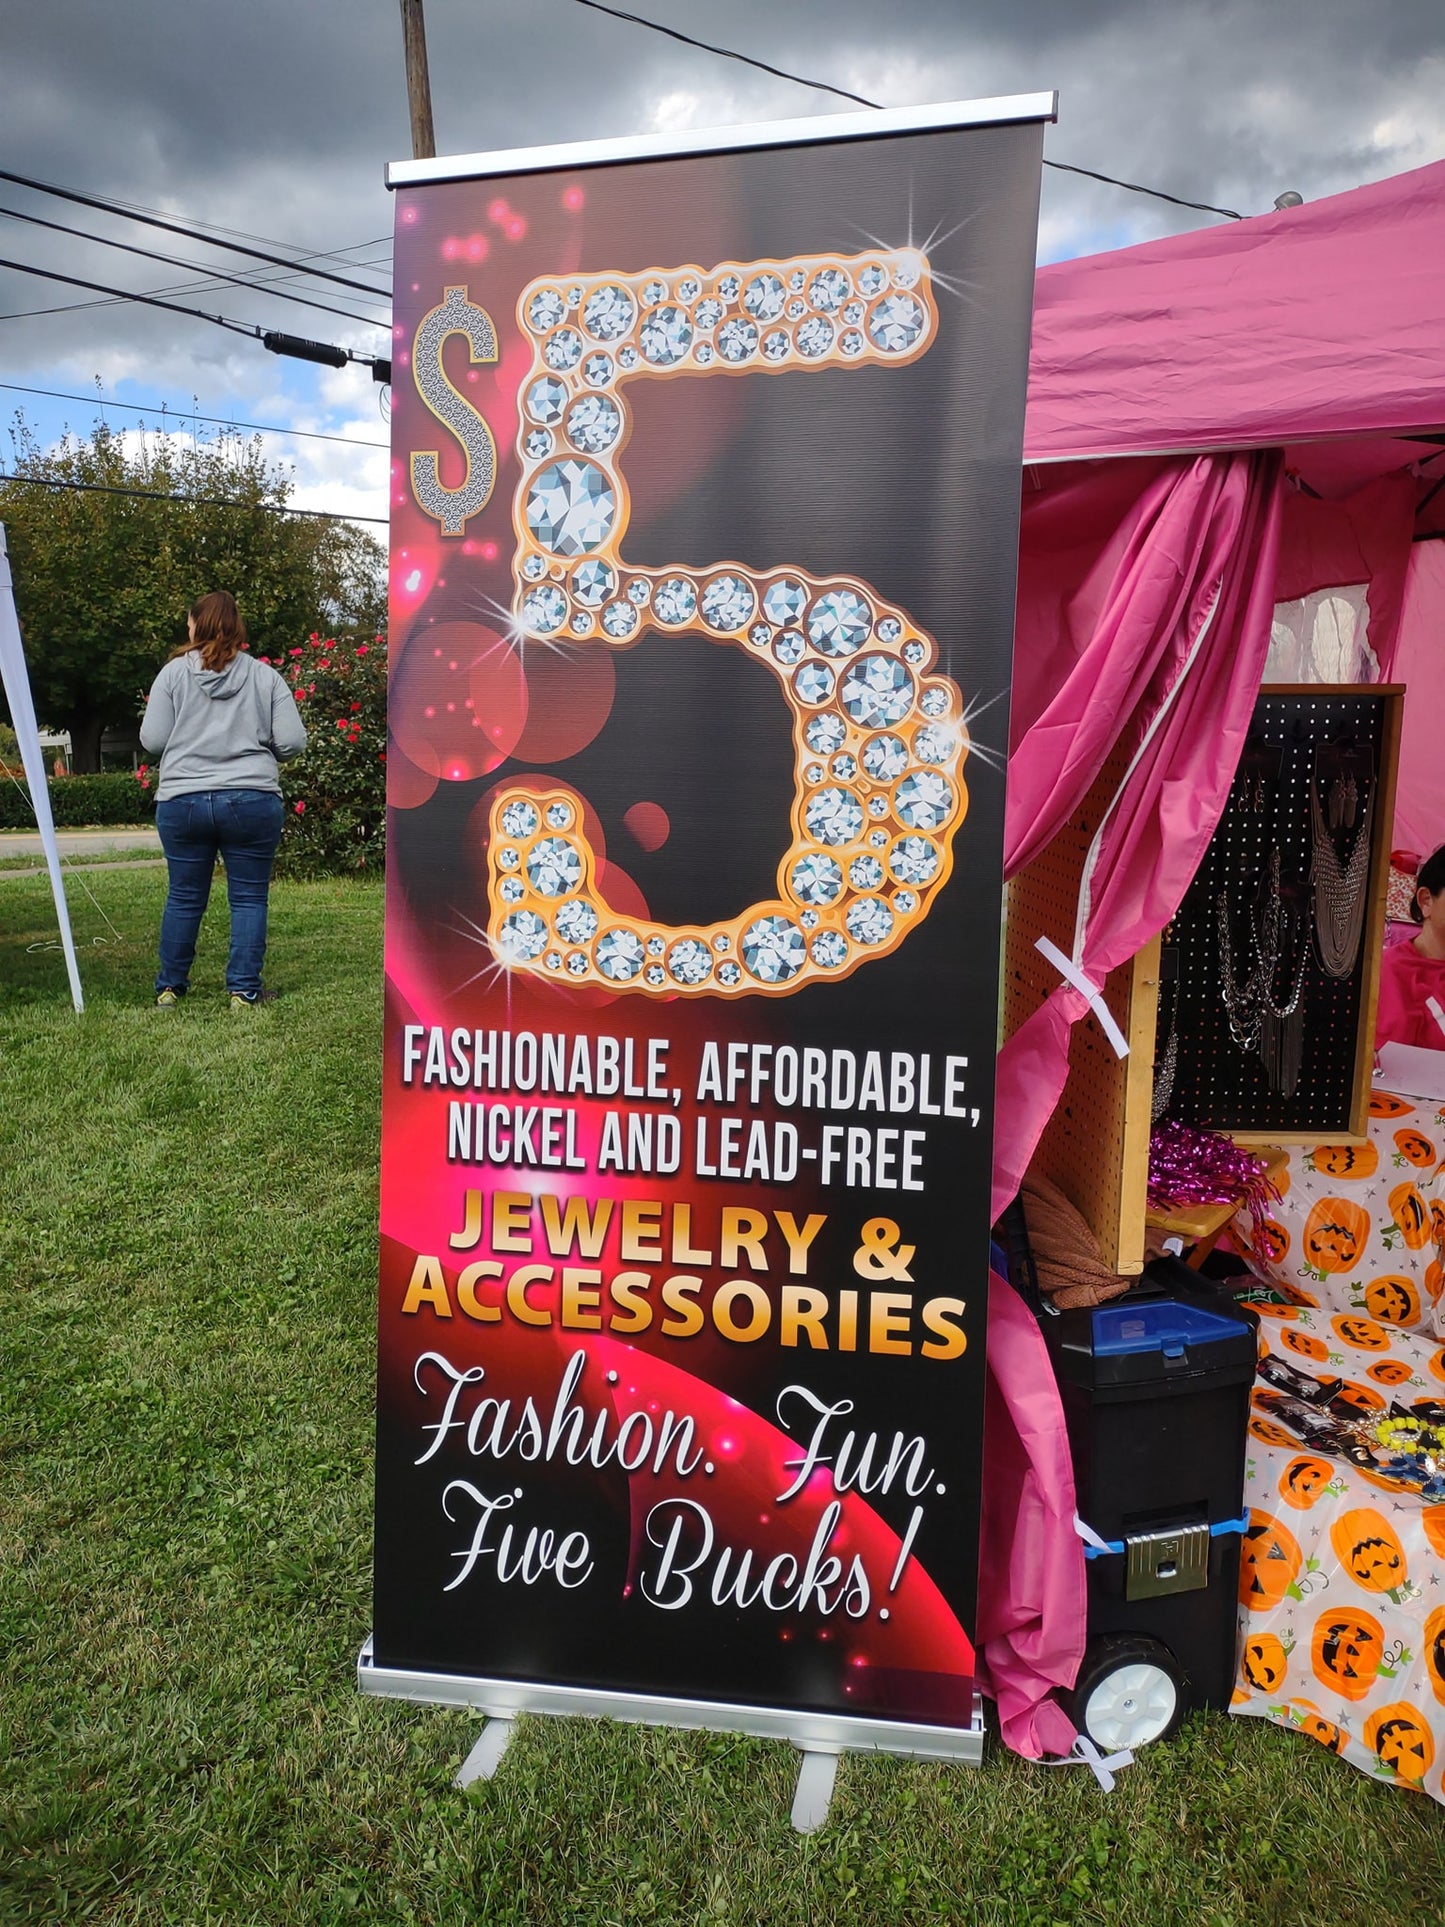 $5
FASHIONABLE, AFFORDABLE,
NICKEL AND LEAD-FREE
JEWELRY &
ACCESSORIES
Fashion. Fun.
Five Bucks!